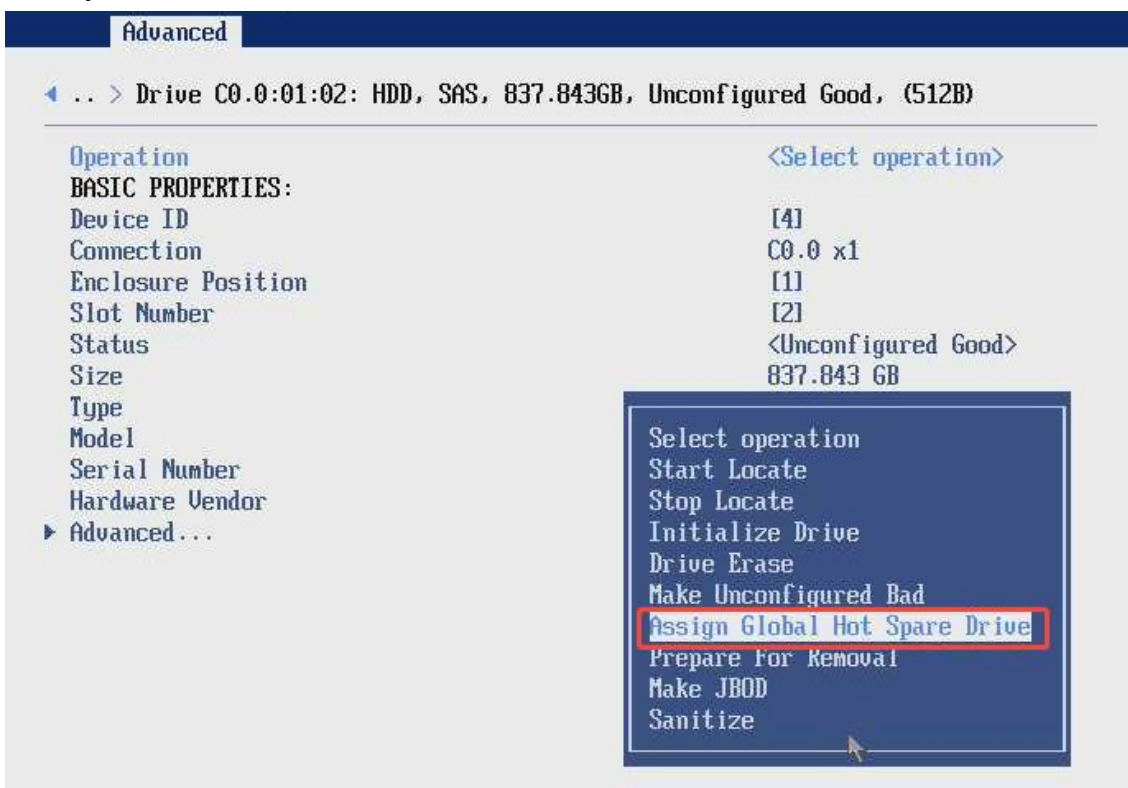 Advanced
.. > Drive C0.0:01:02: HDD, SAS, 837.843GB, Unconfigured Good, (512B)
Operation <Select operation>
BASIC PROPERTIES:
Device ID [4]
Connection C0.0 x1
Enclosure Position [1]
Slot Number [2]
Status <Unconfigured Good>
Size 837.843 GB
Type
Model
Serial Number
Hardware Vendor
Advanced...
Select operation
Start Locate
Stop Locate
Initialize Drive
Drive Erase
Make Unconfigured Bad
Assign Global Hot Spare Drive
Prepare For Removal
Make JBOD
Sanitize